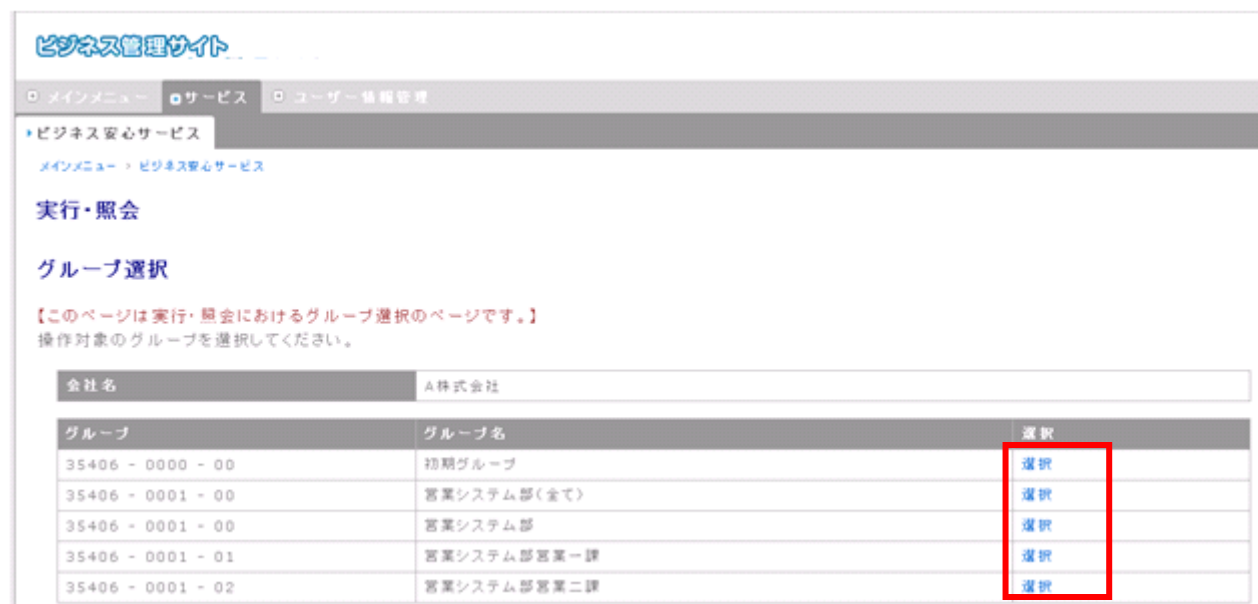 ビジネス管理サイト
メインメニュー サービス ユーザー情報管理
ビジネス安心サービス
メインメニュー > ビジネス安心サービス
実行・照会
グループ選択
【このページは実行・照会におけるグループ選択のページです。】
操作対象のグループを選択してください。
会社名 A株式会社
グループ グループ名 選択
35406 - 0000 - 00 初期グループ 選択
35406 - 0001 - 00 営業システム部(全て) 選択
35406 - 0001 - 00 営業システム部 選択
35406 - 0001 - 01 営業システム部営業一課 選択
35406 - 0001 - 02 営業システム部営業二課 選択